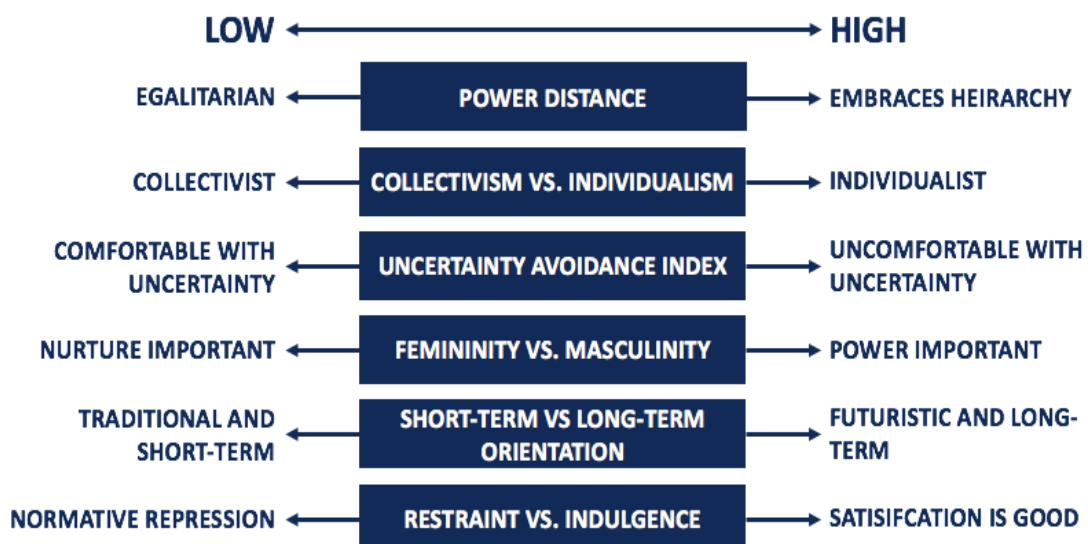 LOW HIGH
EGALITARIAN POWER DISTANCE EMBRACES HEIRARCHY
COLLECTIVIST COLLECTIVISM VS. INDIVIDUALISM INDIVIDUALIST
COMFORTABLE WITH
UNCERTAINTY
UNCERTAINTY AVOIDANCE INDEX
UNCOMFORTABLE WITH
UNCERTAINTY
NURTURE IMPORTANT FEMININITY VS. MASCULINITY POWER IMPORTANT
TRADITIONAL AND
SHORT-TERM
SHORT-TERM VS LONG-TERM
ORIENTATION
FUTURISTIC AND LONG-
TERM
NORMATIVE REPRESSION RESTRAINT VS. INDULGENCE SATISIFCATION IS GOOD